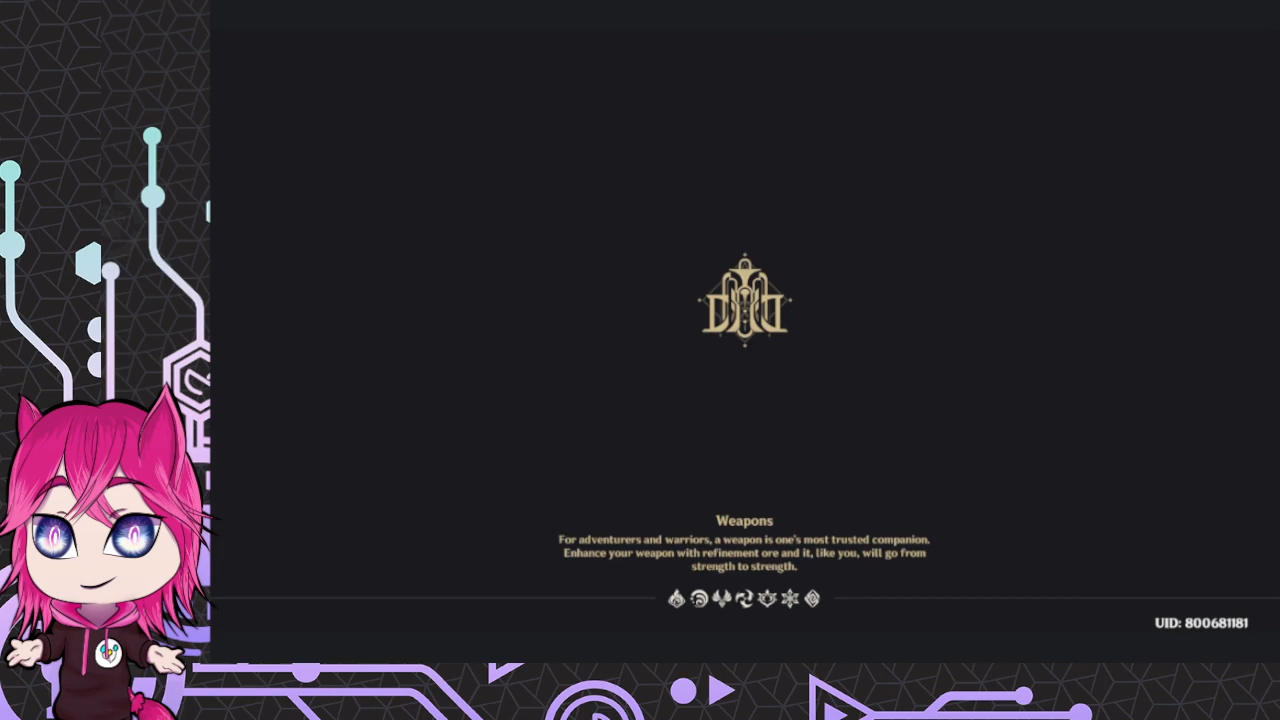 Weapons
For adventurers and warriors, a weapon is one's most trusted companion.
Enhance your weapon with refinement ore and it, like you, will go from
strength to strength.
UID: 800681181